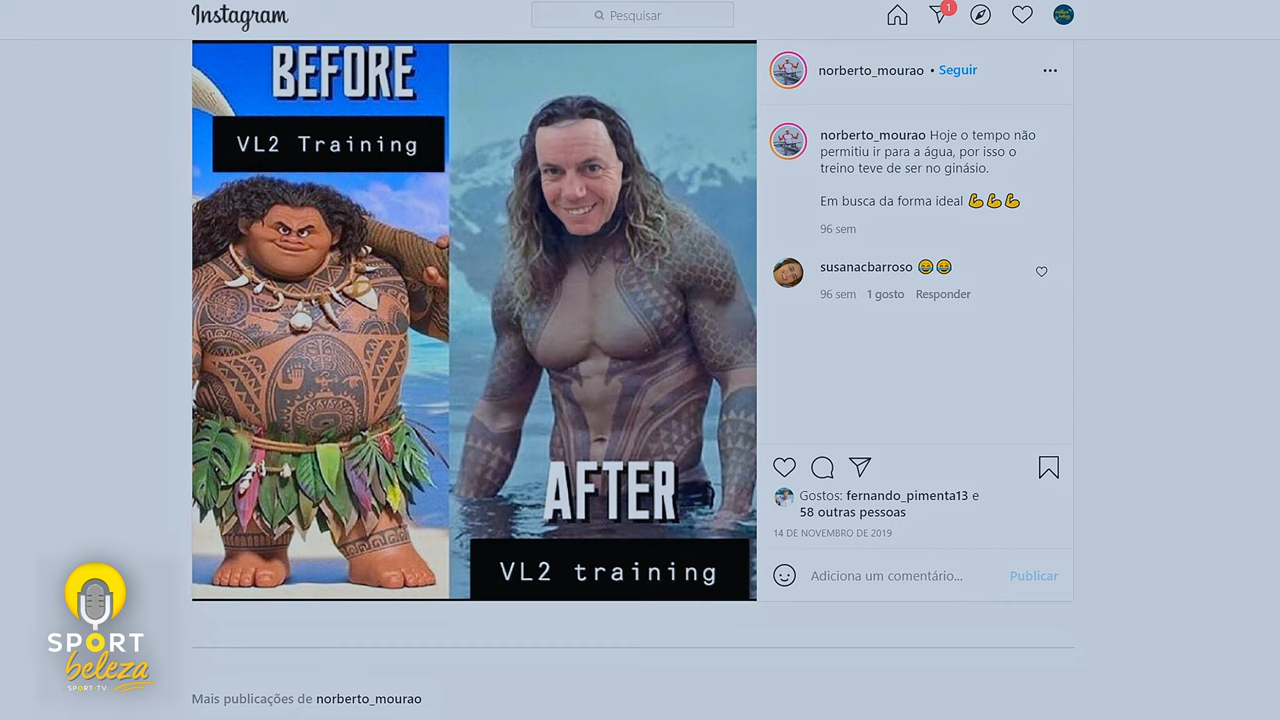 Instagram
Pesquisar
1
BEFORE
VL2 Training
AFTER
VL2 training
norberto_mourao • Seguir
norberto_mourao Hoje o tempo não
permitiu ir para a água, por isso o
treino teve de ser no ginásio.
Em busca da forma ideal 💪💪💪
96 sem
susanacbarroso 😂😂
96 sem 1 gosto Responder
Gostos: fernando_pimenta13 e
58 outras pessoas
14 DE NOVEMBRO DE 2019
Adiciona um comentário... Publicar
SPORT
beleza
SPORT•TV
Mais publicações de norberto_mourao